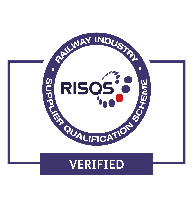 RAILWAY INDUSTRY
RISQS
SUPPLIER QUALIFICATION SCHEME
VERIFIED